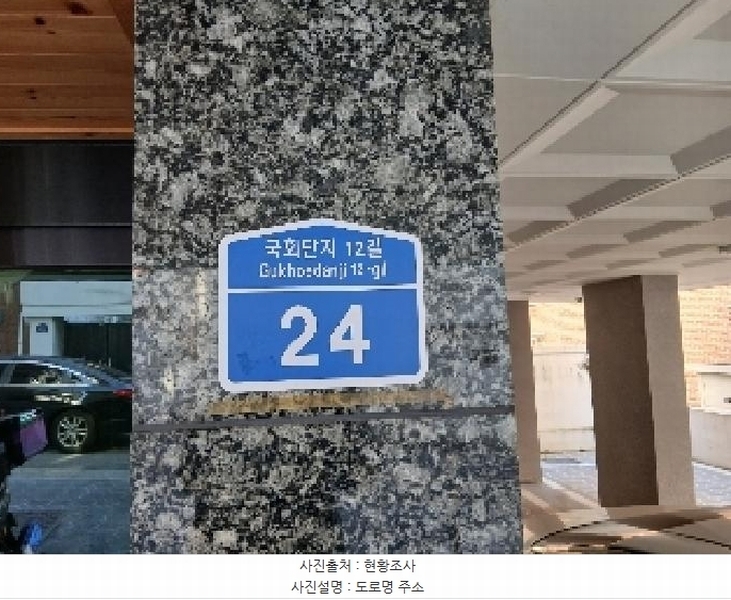 국회단지 12길
Gukhoedanji 12-gil
24
사진출처 : 현황조사
사진설명 : 도로명 주소